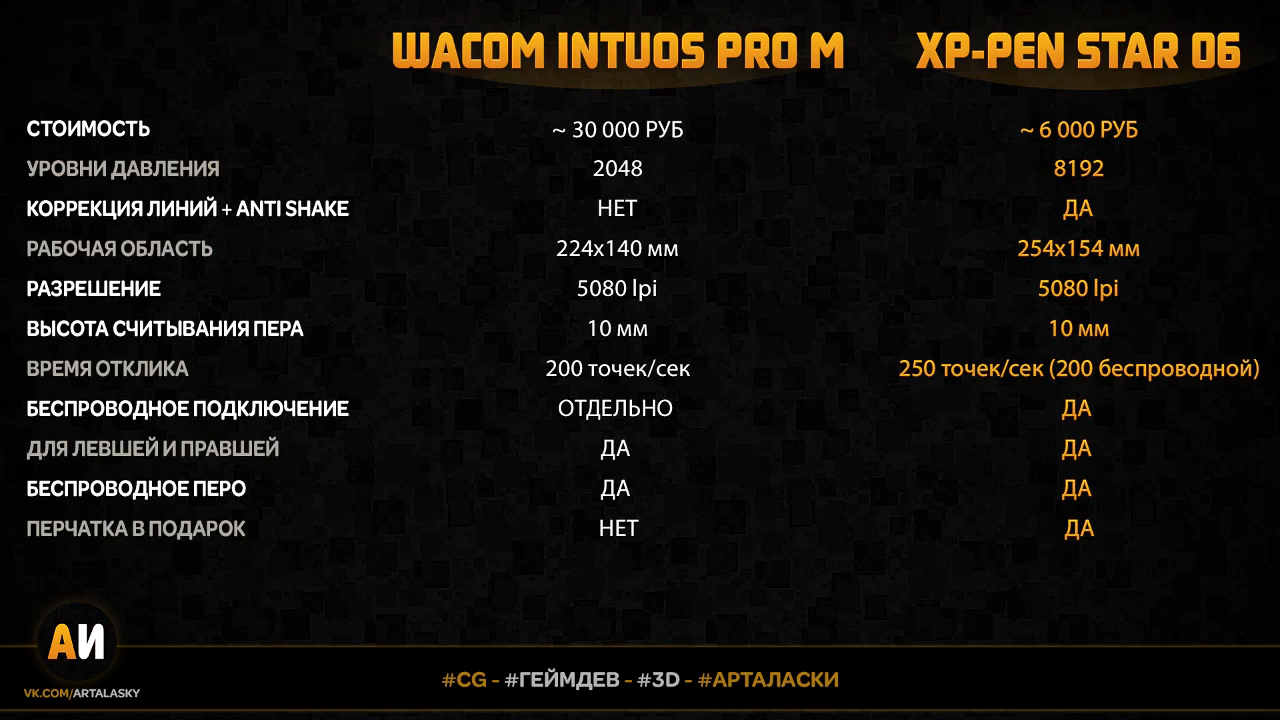 WACOM INTUOS PRO M XP-PEN STAR 06
СТОИМОСТЬ ~ 30 000 РУБ ~ 6 000 РУБ
УРОВНИ ДАВЛЕНИЯ 2048 8192
КОРРЕКЦИЯ ЛИНИЙ + ANTI SHAKE НЕТ ДА
РАБОЧАЯ ОБЛАСТЬ 224x140 мм 254x154 мм
РАЗРЕШЕНИЕ 5080 lpi 5080 lpi
ВЫСОТА СЧИТЫВАНИЯ ПЕРА 10 мм 10 мм
ВРЕМЯ ОТКЛИКА 200 точек/сек 250 точек/сек (200 беспроводной)
БЕСПРОВОДНОЕ ПОДКЛЮЧЕНИЕ ОТДЕЛЬНО ДА
ДЛЯ ЛЕВШЕЙ И ПРАВШЕЙ ДА ДА
БЕСПРОВОДНОЕ ПЕРО ДА ДА
ПЕРЧАТКА В ПОДАРОК НЕТ ДА
АИ
VK.COM/ARTALASKY
#CG - #ГЕЙМДЕВ - #3D - #АРТАЛАСКИ